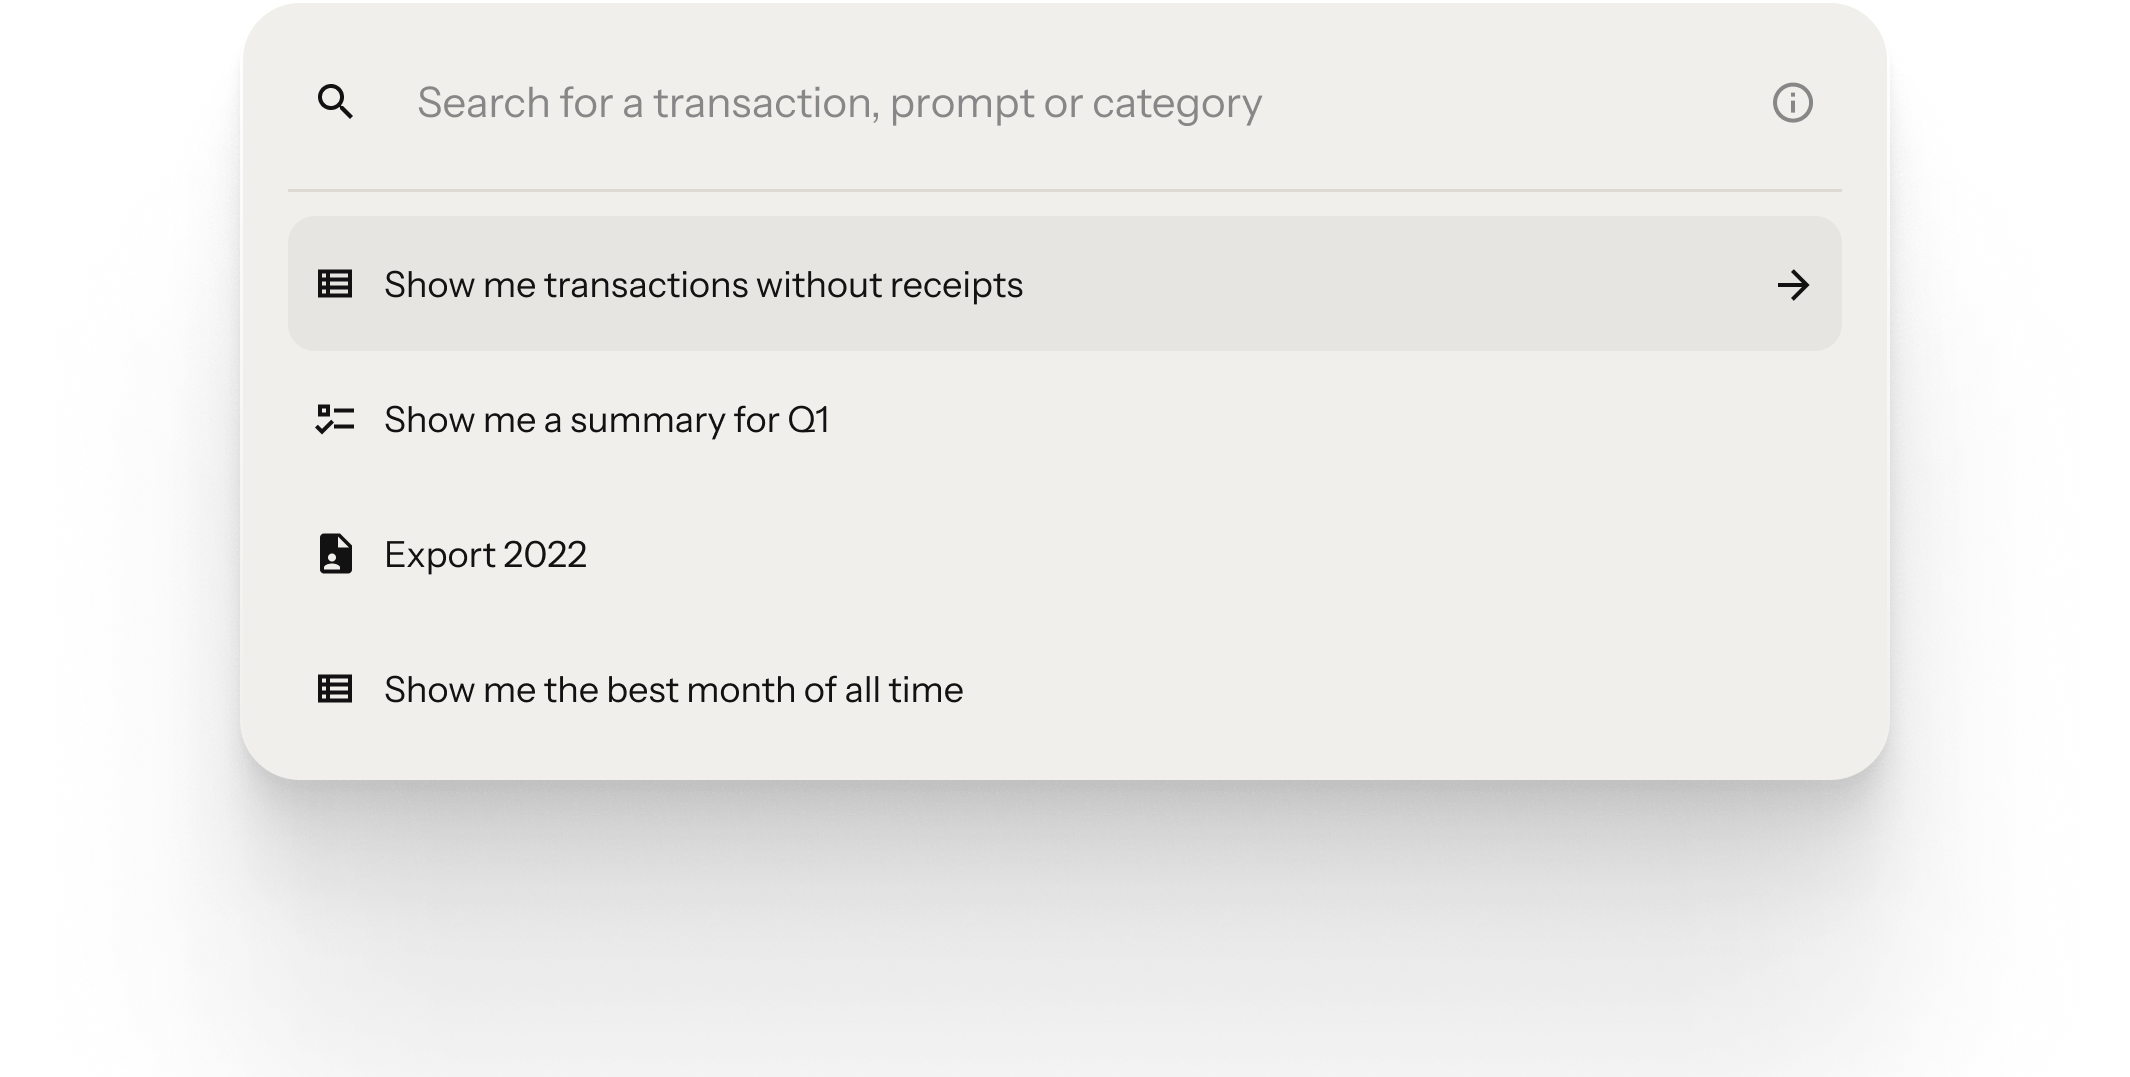 Search for a transaction, prompt or category
Show me transactions without receipts
Show me a summary for Q1
Export 2022
Show me the best month of all time